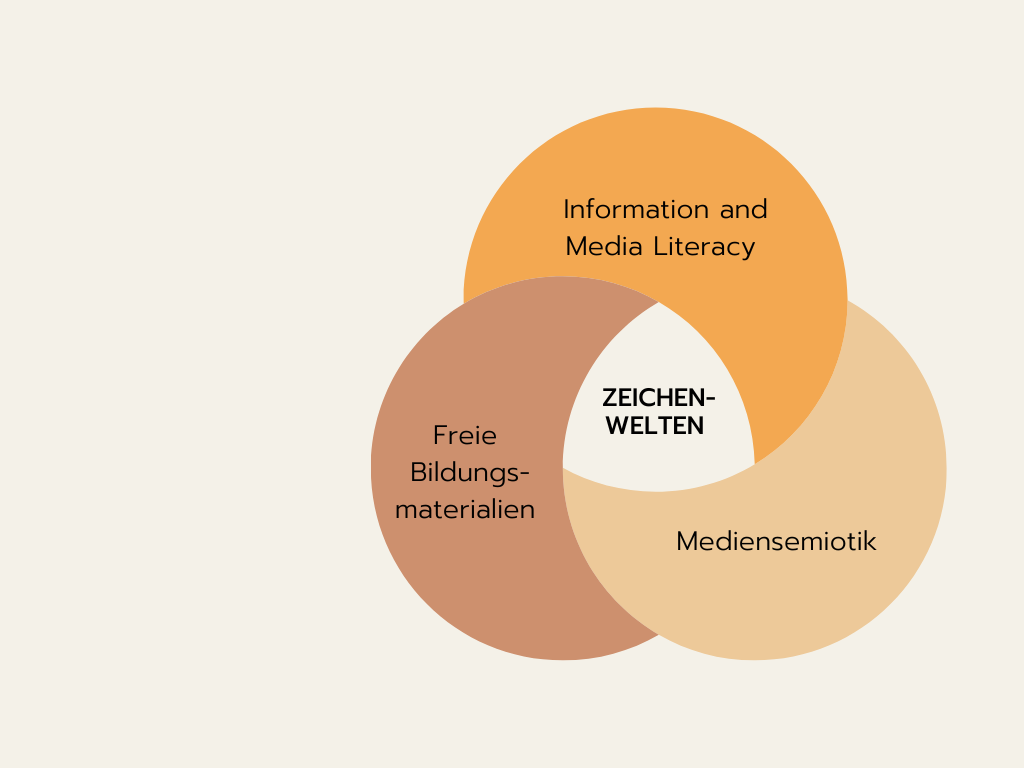 Information and
Media Literacy
ZEICHEN-
WELTEN
Freie
Bildungs-
materialien
Mediensemiotik